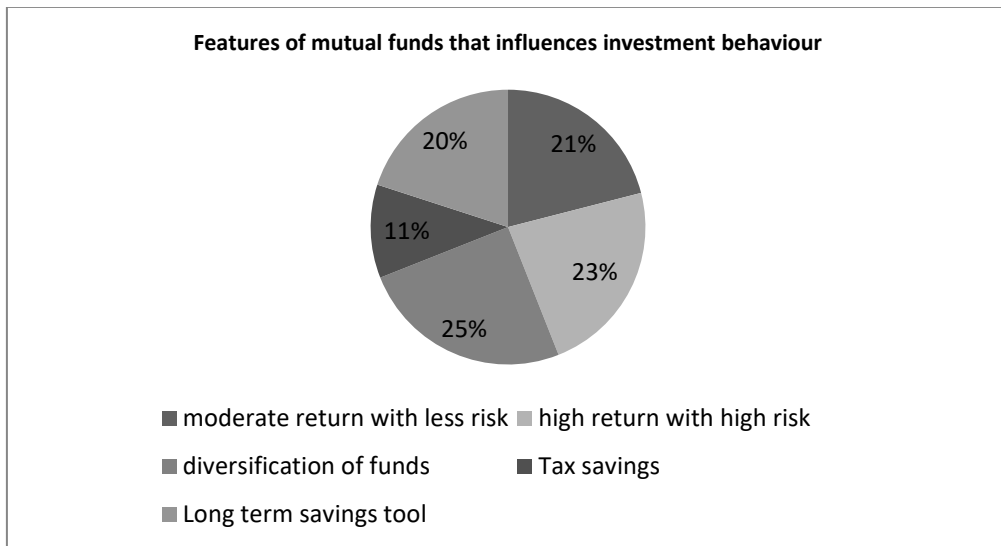 Features of mutual funds that influences investment behaviour
20%
21%
11%
23%
25%
moderate return with less risk
high return with high risk
diversification of funds
Tax savings
Long term savings tool